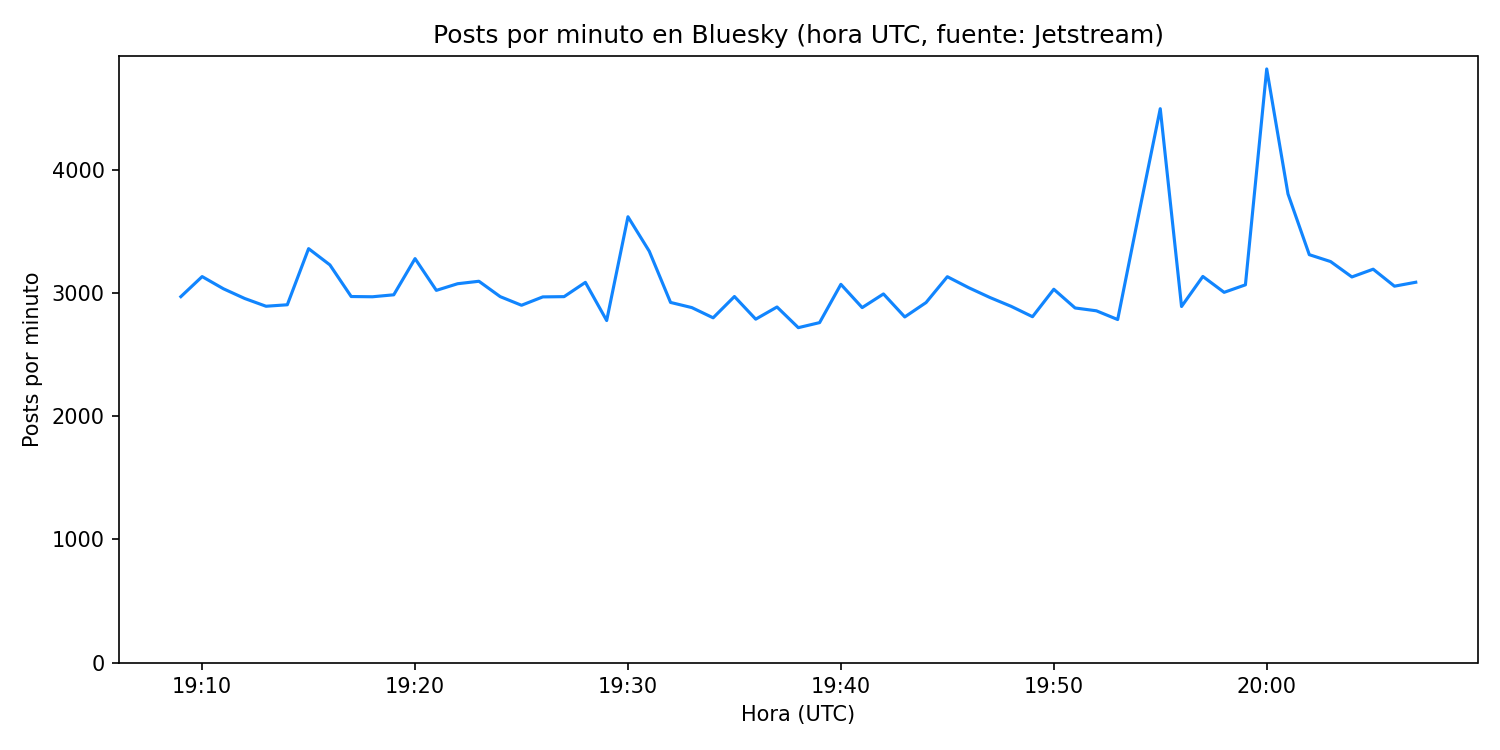 Posts por minuto en Bluesky (hora UTC, fuente: Jetstream)
Posts por minuto
4000
3000
2000
1000
0
19:10 19:20 19:30 19:40 19:50 20:00
Hora (UTC)